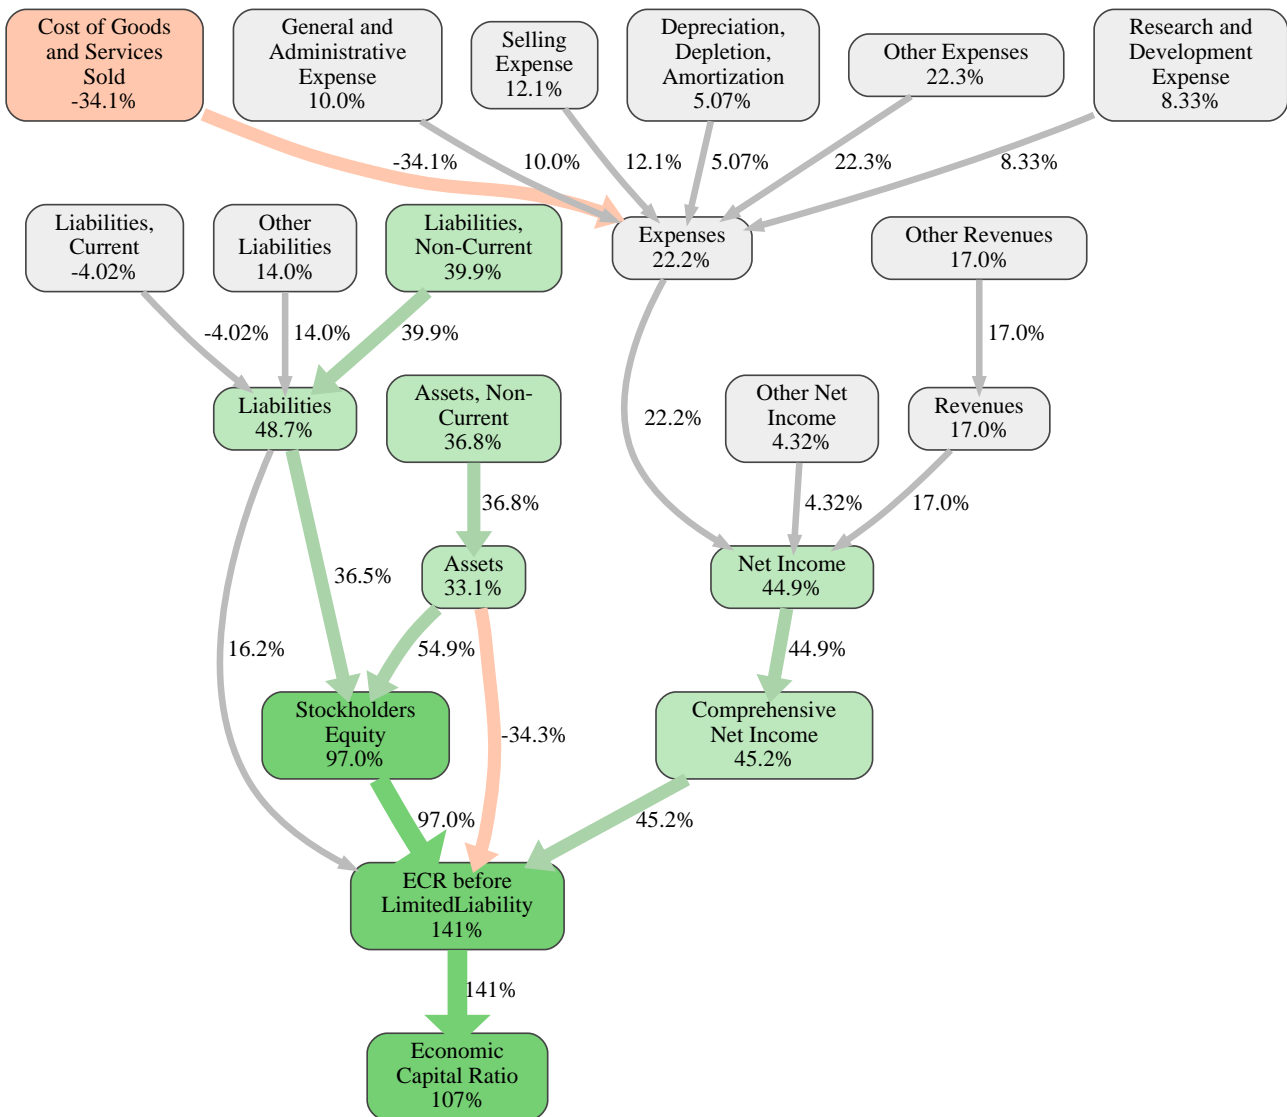 Cost of Goods
and Services
Sold
-34.1%
General and
Administrative
Expense
10.0%
Selling
Expense
12.1%
Depreciation,
Depletion,
Amortization
5.07%
Other Expenses
22.3%
Research and
Development
Expense
8.33%
-34.1%
10.0%
12.1%
5.07%
22.3%
8.33%
Liabilities,
Current
-4.02%
Other
Liabilities
14.0%
Liabilities,
Non-Current
39.9%
Expenses
22.2%
Other Revenues
17.0%
-4.02%
14.0%
39.9%
17.0%
Liabilities
48.7%
Assets, Non-
Current
36.8%
22.2%
Other Net
Income
4.32%
Revenues
17.0%
36.8%
4.32%
17.0%
36.5%
Assets
33.1%
Net Income
44.9%
16.2%
54.9%
44.9%
Stockholders
Equity
97.0%
-34.3%
Comprehensive
Net Income
45.2%
97.0%
45.2%
ECR before
LimitedLiability
141%
141%
Economic
Capital Ratio
107%